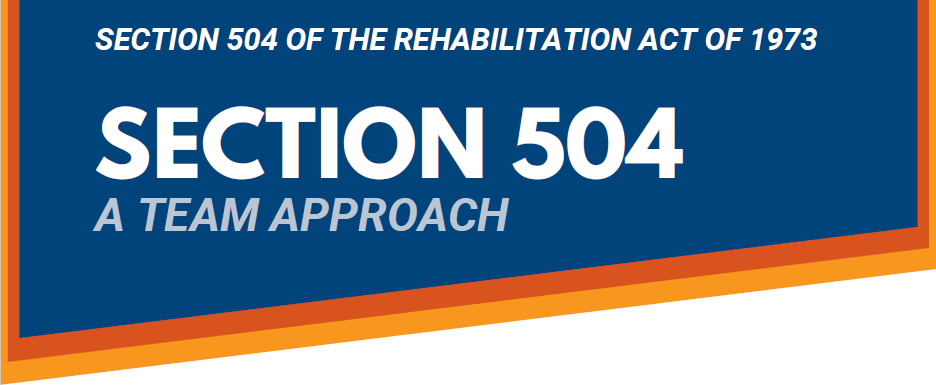 SECTION 504 OF THE REHABILITATION ACT OF 1973
SECTION 504
A TEAM APPROACH